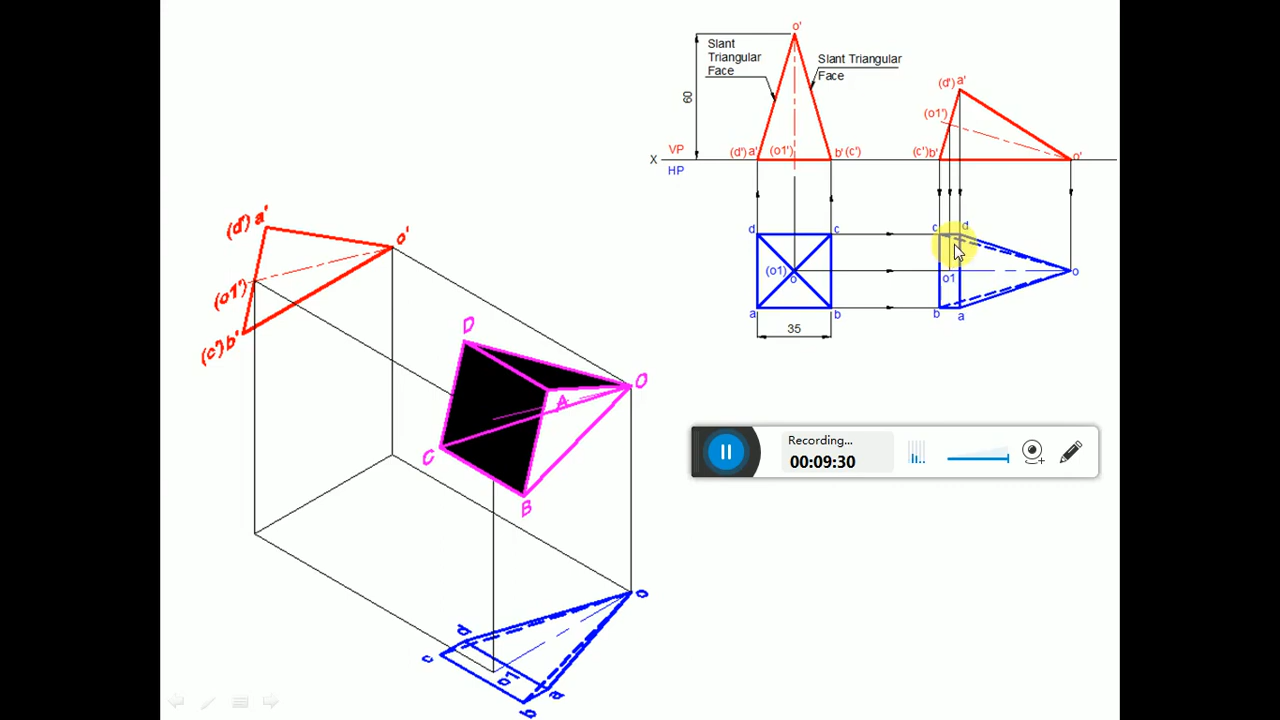 o'
Slant
Triangular
Face
Slant Triangular
Face
60
(d') a'
(o1')
X
VP
HP
(d') a'
(o1')
b' (c')
(c') b'
o'
d
c
(o1)
o
a
b
35
c
d
o1
o
b
a
(d') a'
o'
(o1')
(c') b'
D
O
A
C
B
o
d
c
o1
a
b
Recording...
00:09:30